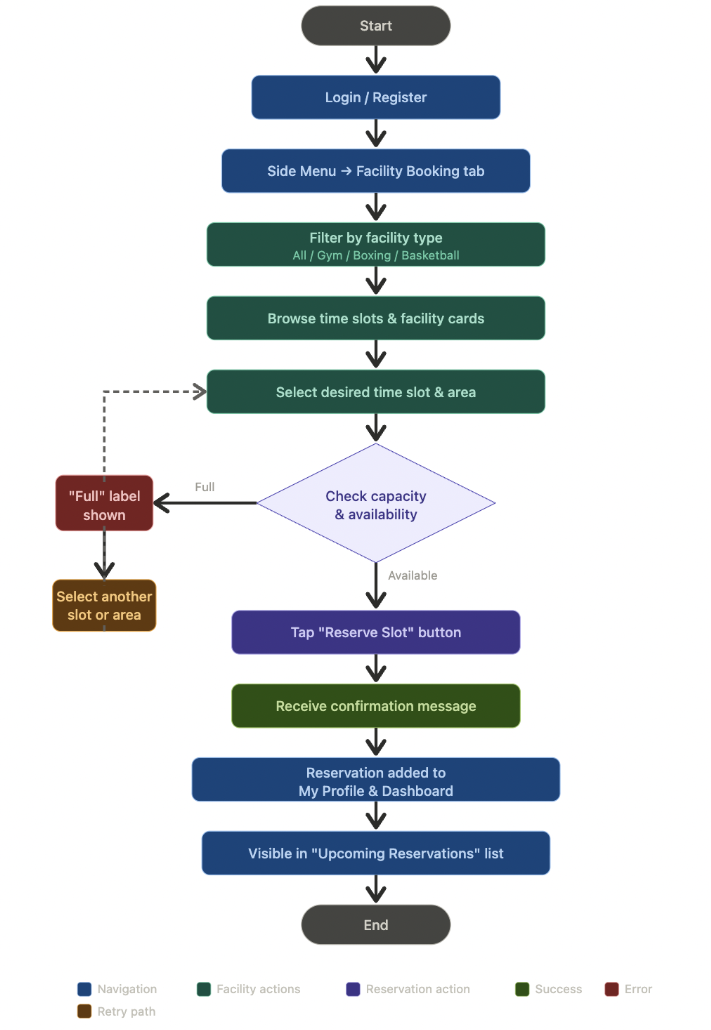 Start
Login / Register
Side Menu → Facility Booking tab
Filter by facility type
All / Gym / Boxing / Basketball
Browse time slots & facility cards
Select desired time slot & area
Check capacity
& availability
Full
"Full" label
shown
Select another
slot or area
Available
Tap "Reserve Slot" button
Receive confirmation message
Reservation added to
My Profile & Dashboard
Visible in "Upcoming Reservations" list
End
Navigation
Facility actions
Reservation action
Success
Error
Retry path